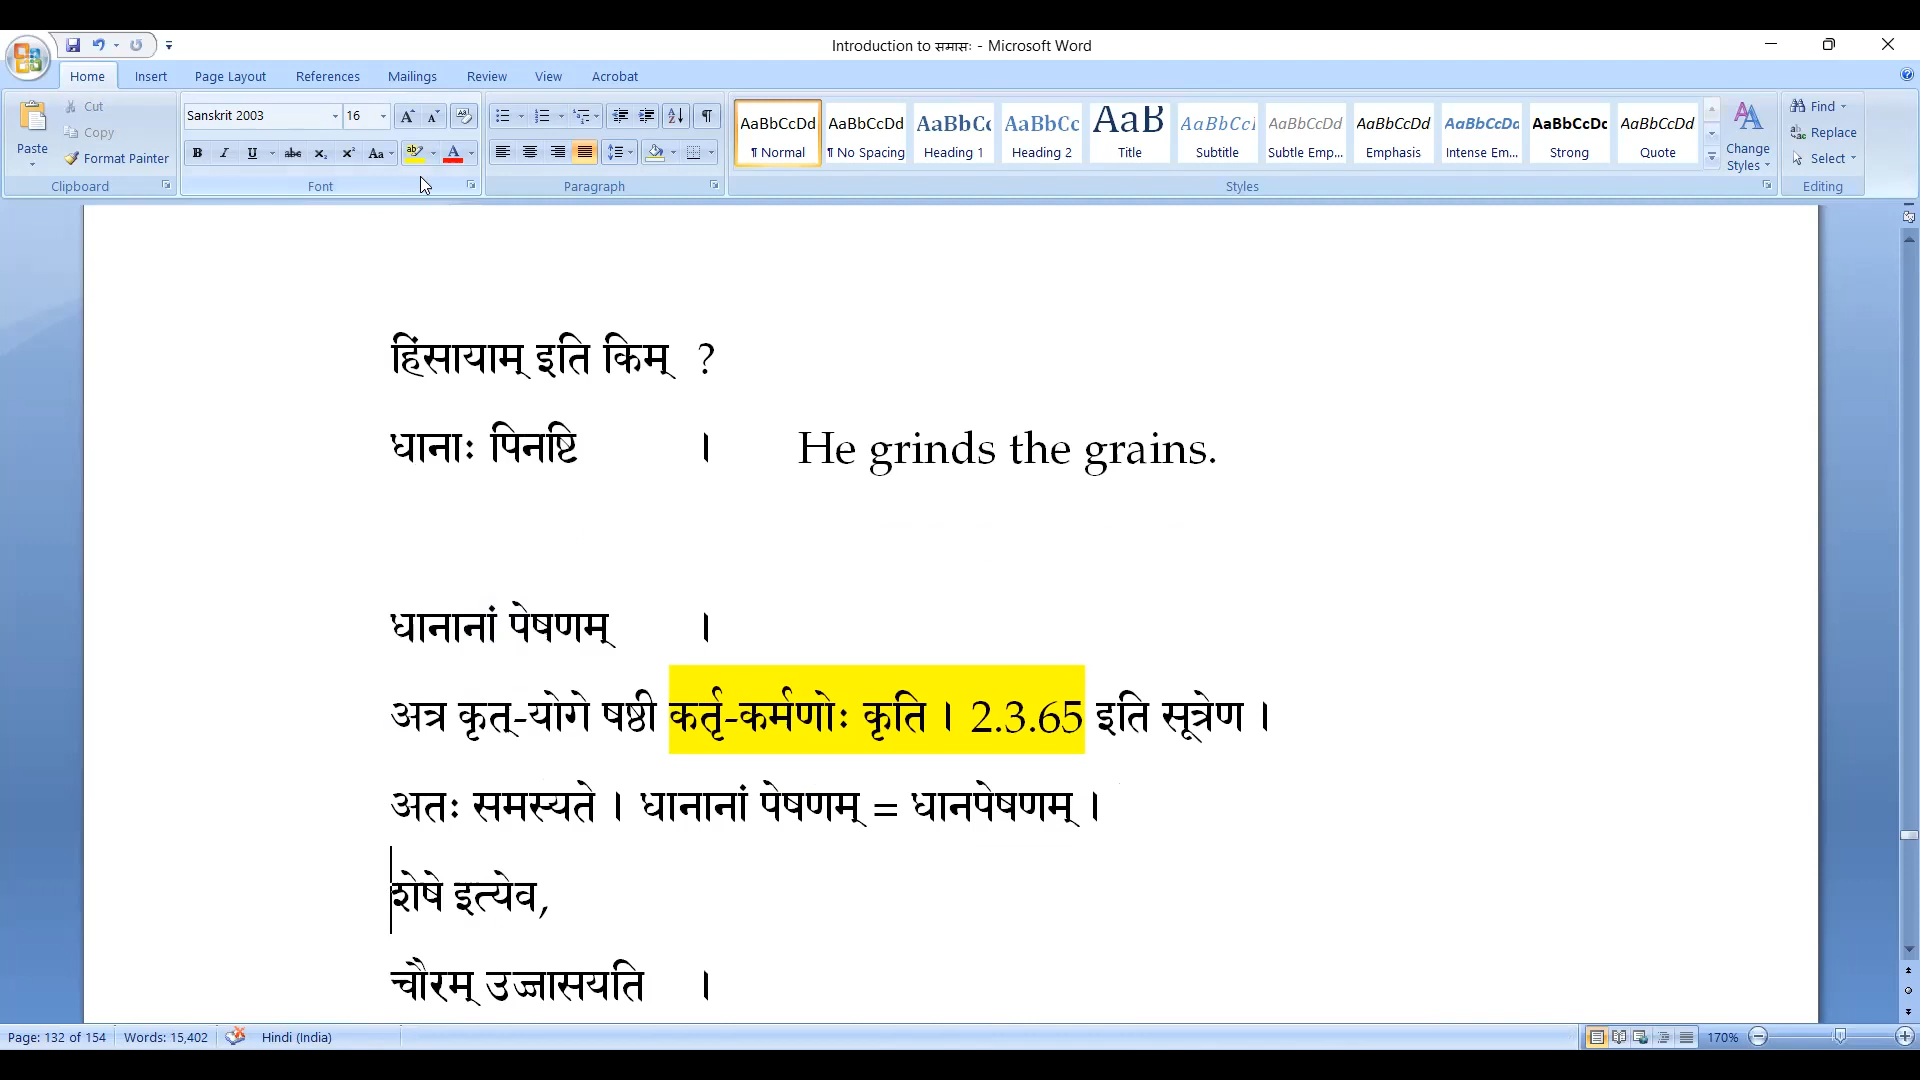 Introduction to समासः - Microsoft Word
Home Insert Page Layout References Mailings Review View Acrobat
Paste
Cut
Copy
Format Painter
Clipboard
Sanskrit 2003 16
Font
Paragraph
AaBbCcDd AaBbCcDd AaBbCc AaBbCc AaB AaBbCcl AaBbCcDd AaBbCcDd AaBbCcDd AaBbCcDc AaBbCcDd
¶ Normal ¶ No Spacing Heading 1 Heading 2 Title Subtitle Subtle Emp... Emphasis Intense Em... Strong Quote
Change Styles
Styles
Find
Replace
Select
Editing
हिंसायाम् इति किम् ?
धानाः पिनष्टि । He grinds the grains.
धानानां पेषणम् ।
अत्र कृत्-योगे षष्ठी कर्तृ-कर्मणोः कृति । 2.3.65 इति सूत्रेण ।
अतः समस्यते । धानानां पेषणम् = धानपेषणम् ।
शेषे इत्येव,
चौरम् उज्जासयति ।
Page: 132 of 154 Words: 15,402 Hindi (India) 170%